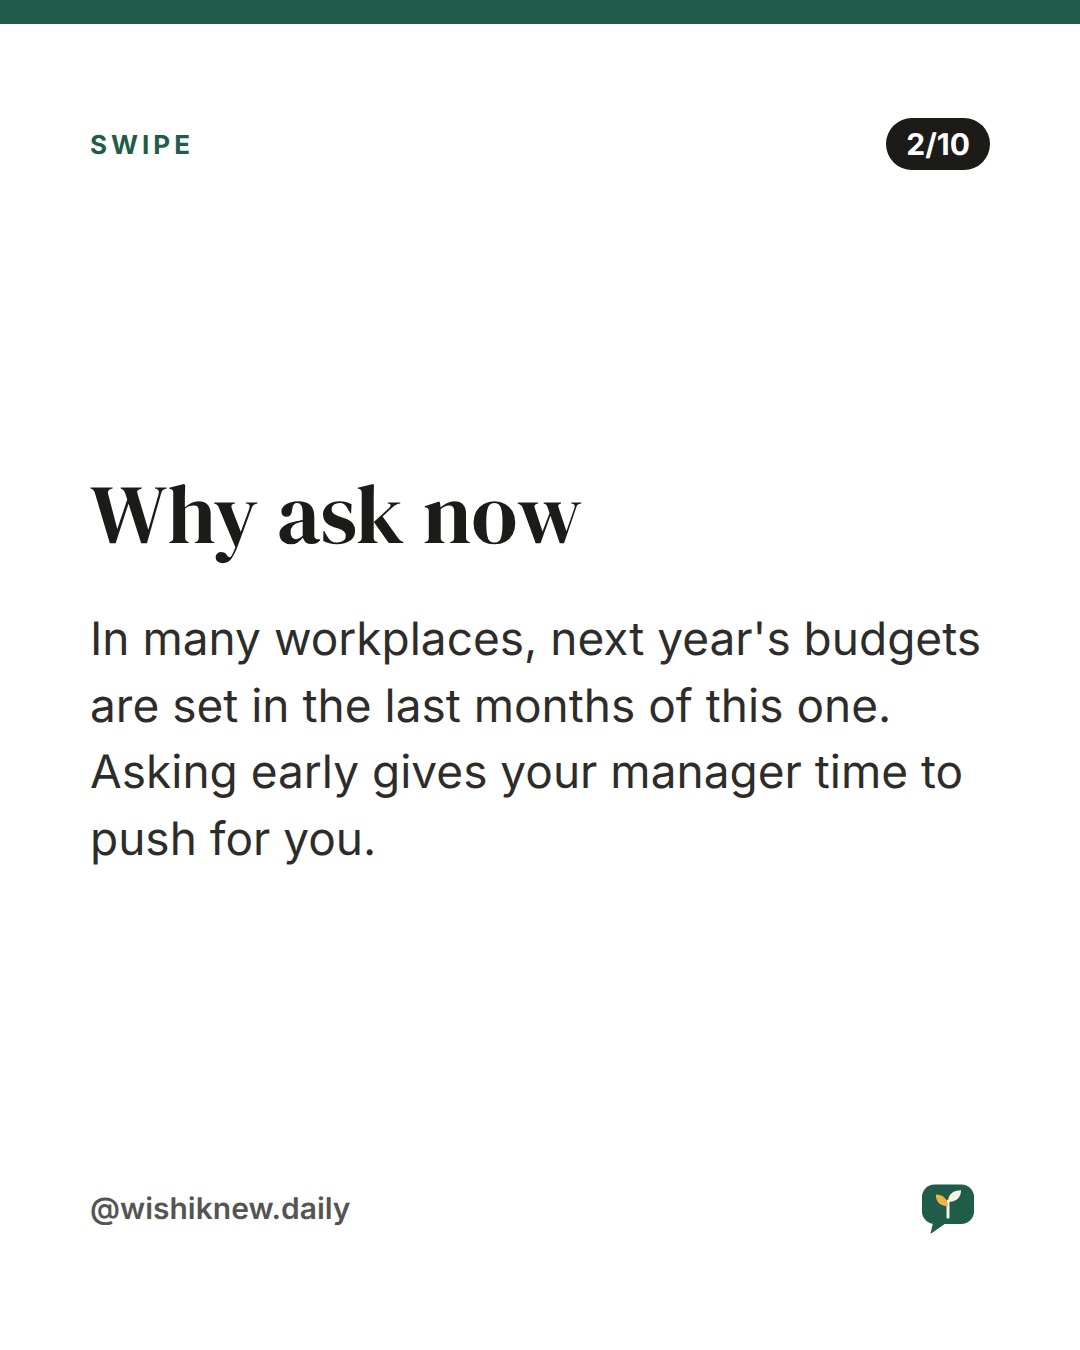 SWIPE
2/10
Why ask now
In many workplaces, next year's budgets
are set in the last months of this one.
Asking early gives your manager time to
push for you.
@wishiknew.daily